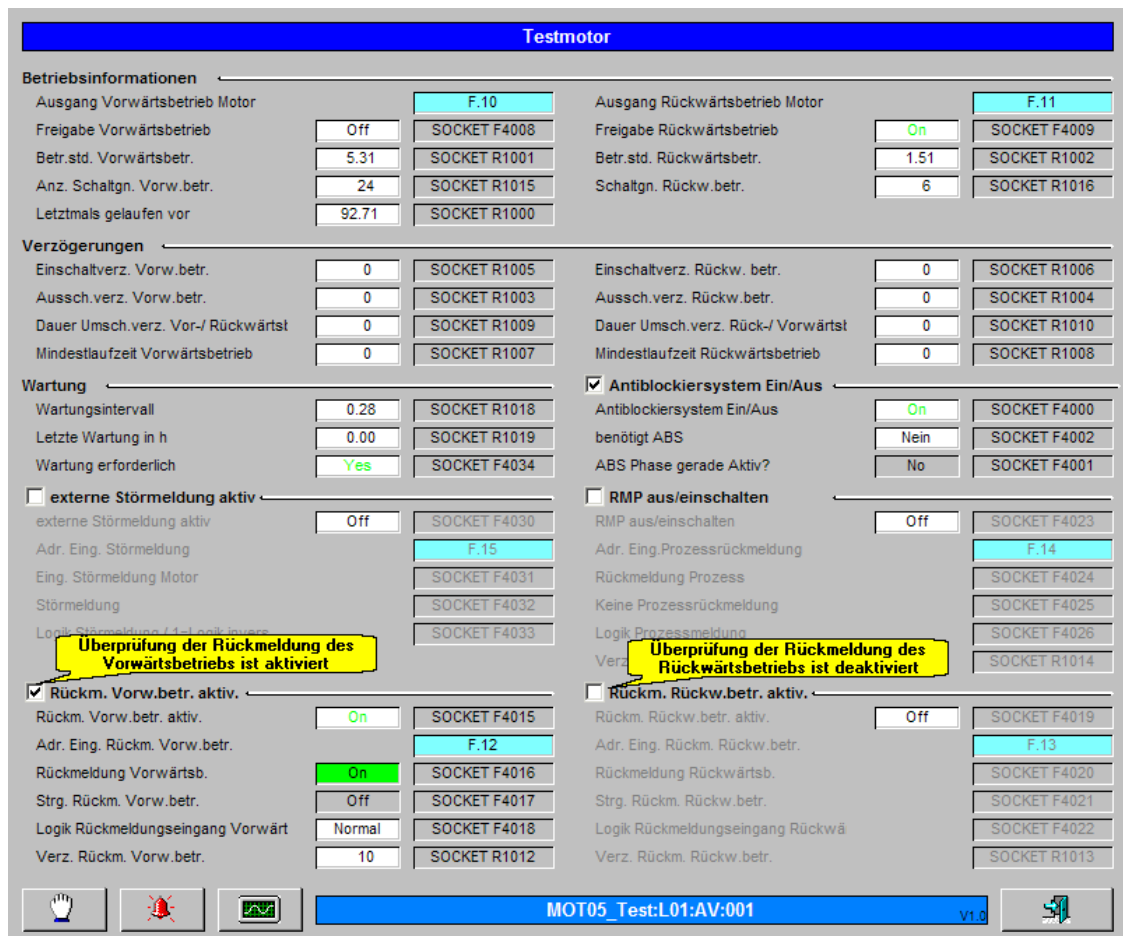 Testmotor
Betriebsinformationen
Ausgang Vorwärtsbetrieb Motor F.10 Ausgang Rückwärtsbetrieb Motor F.11
Freigabe Vorwärtsbetrieb Off SOCKET F4008 Freigabe Rückwärtsbetrieb On SOCKET F4009
Betr.std. Vorwärtsbetr. 5.31 SOCKET R1001 Betr.std. Rückwärtsbetr. 1.51 SOCKET R1002
Anz. Schaltgn. Vorw.betr. 24 SOCKET R1015 Schaltgn. Rückw.betr. 6 SOCKET R1016
Letztmals gelaufen vor 92.71 SOCKET R1000
Verzögerungen
Einschaltverz. Vorw.betr. 0 SOCKET R1005 Einschaltverz. Rückw. betr. 0 SOCKET R1006
Aussch.verz. Vorw.betr. 0 SOCKET R1003 Aussch.verz. Rückw.betr. 0 SOCKET R1004
Dauer Umsch.verz. Vor-/ Rückwärtst 0 SOCKET R1009 Dauer Umsch.verz. Rück-/ Vorwärtst 0 SOCKET R1010
Mindestlaufzeit Vorwärtsbetrieb 0 SOCKET R1007 Mindestlaufzeit Rückwärtsbetrieb 0 SOCKET R1008
Wartung Antiblockiersystem Ein/Aus
Wartungsintervall 0.28 SOCKET R1018 Antiblockiersystem Ein/Aus On SOCKET F4000
Letzte Wartung in h 0.00 SOCKET R1019 benötigt ABS Nein SOCKET F4002
Wartung erforderlich Yes SOCKET F4034 ABS Phase gerade Aktiv? No SOCKET F4001
externe Störmeldung aktiv RMP aus/einschalten
externe Störmeldung aktiv Off SOCKET F4030 RMP aus/einschalten Off SOCKET F4023
Adr. Eing. Störmeldung F.15 Adr. Eing.Prozessrückmeldung F.14
Eing. Störmeldung Motor SOCKET F4031 Rückmeldung Prozess SOCKET F4024
Störmeldung SOCKET F4032 Keine Prozessrückmeldung SOCKET F4025
Logik Störmeldung / 1=Logik invers SOCKET F4033 Logik Prozessmeldung SOCKET F4026
Überprüfung der Rückmeldung des
Vorwärtsbetriebs ist aktiviert
Verz SOCKET R1014
Überprüfung der Rückmeldung des
Rückwärtsbetriebs ist deaktiviert
Rückm. Vorw.betr. aktiv. Rückm. Rückw.betr. aktiv.
Rückm. Vorw.betr. aktiv. On SOCKET F4015 Rückm. Rückw.betr. aktiv. Off SOCKET F4019
Adr. Eing. Rückm. Vorw.betr. F.12 Adr. Eing. Rückm. Rückw.betr. F.13
Rückmeldung Vorwärtsb. On SOCKET F4016 Rückmeldung Rückwärtsb. SOCKET F4020
Strg. Rückm. Vorw.betr. Off SOCKET F4017 Strg. Rückm. Rückw.betr. SOCKET F4021
Logik Rückmeldungseingang Vorwärt Normal SOCKET F4018 Logik Rückmeldungseingang Rückwä SOCKET F4022
Verz. Rückm. Vorw.betr. 10 SOCKET R1012 Verz. Rückm. Rückw.betr. SOCKET R1013
MOT05_Test:L01:AV:001 V1.0